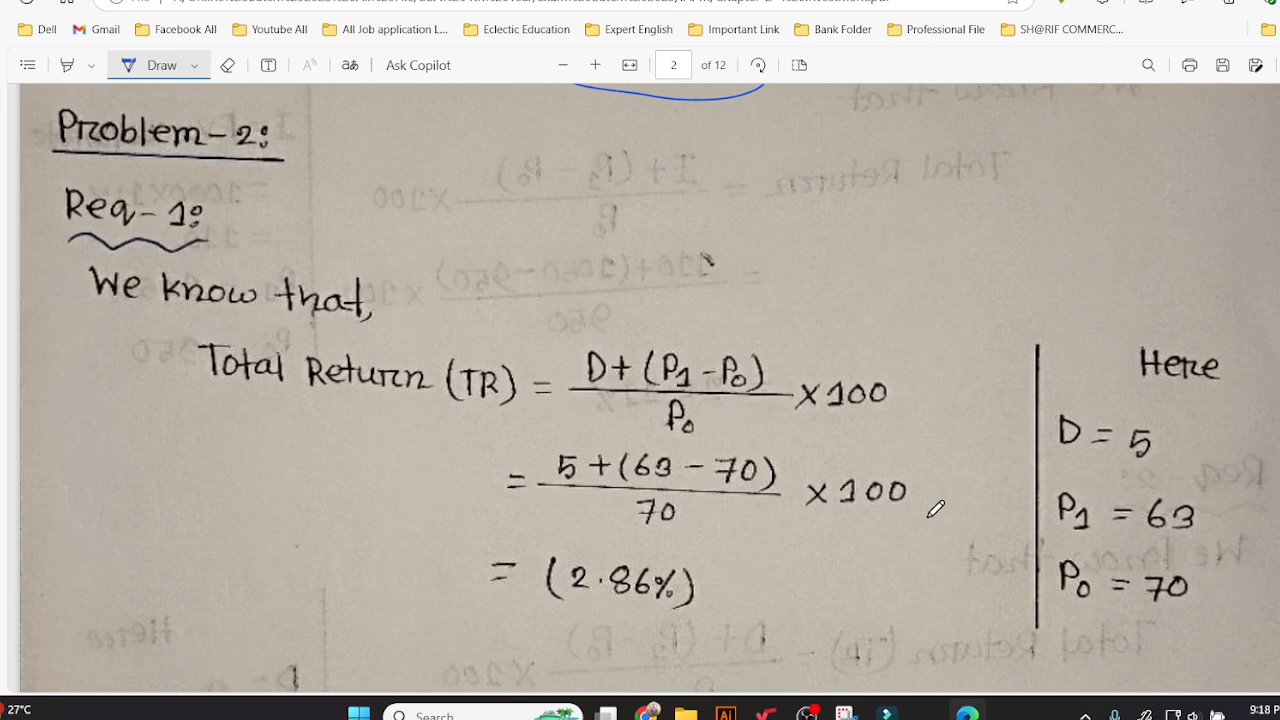 Dell Gmail Facebook All Youtube All All Job application L... Eclectic Education Expert English Important Link Bank Folder Professional File SH@RIF COMMERC...
Draw Ask Copilot 2 of 12
Problem-2:
Req-1:
We know that,
Total Return (TR) = D+(P₁-P₀) / P₀ ×100
= 5+(63-70) / 70 ×100
= (2.86%)
Here
D = 5
P₁ = 63
P₀ = 70
27°C Search 9:18 P